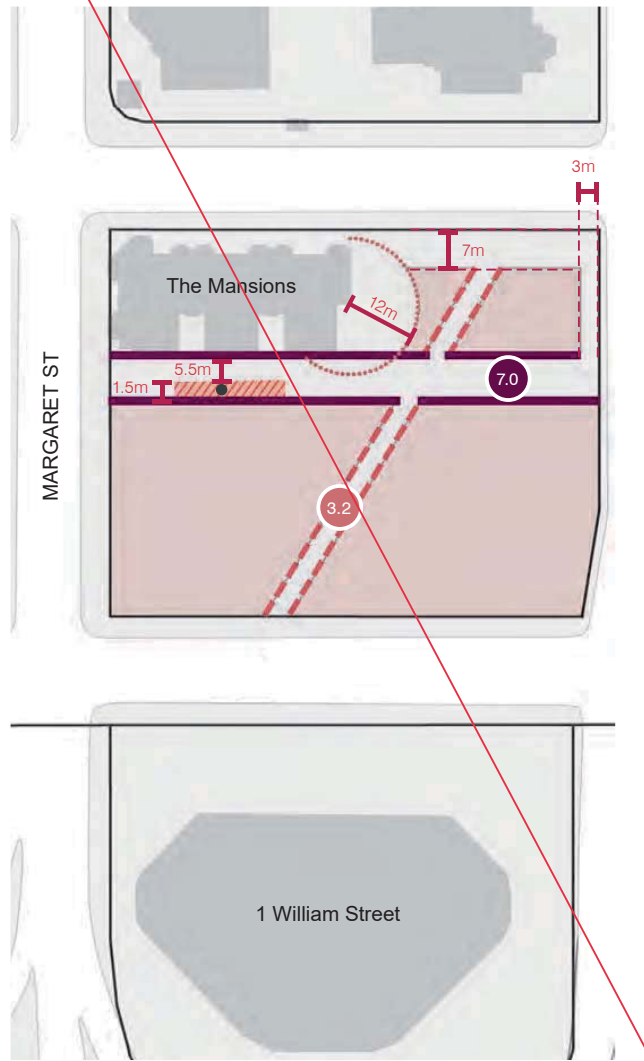 3m
7m
The Mansions
12m
5.5m
7.0
1.5m
MARGARET ST
3.2
1 William Street